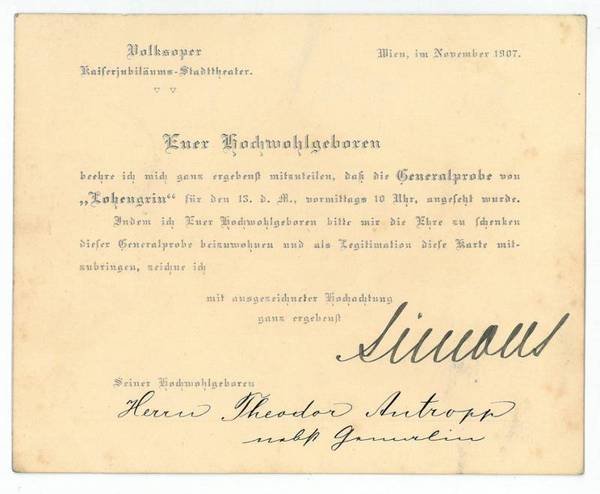 Volksoper
Kaiserjubiläums-Stadttheater.
Wien, im November 1907.
Euer Hochwohlgeboren
beehre ich mich ganz ergebenst mitzuteilen, daß die Generalprobe von
„Lohengrin“ für den 13. d. M., vormittags 10 Uhr, angesetzt wurde.
Indem ich Euer Hochwohlgeboren bitte mir die Ehre zu schenken
dieser Generalprobe beizuwohnen und als Legitimation diese Karte mit-
zubringen, zeichne ich
mit ausgezeichneter Hochachtung
ganz ergebenst
Simons
Seiner Hochwohlgeboren
Herrn Theodor Antropp
nebst Gemalin